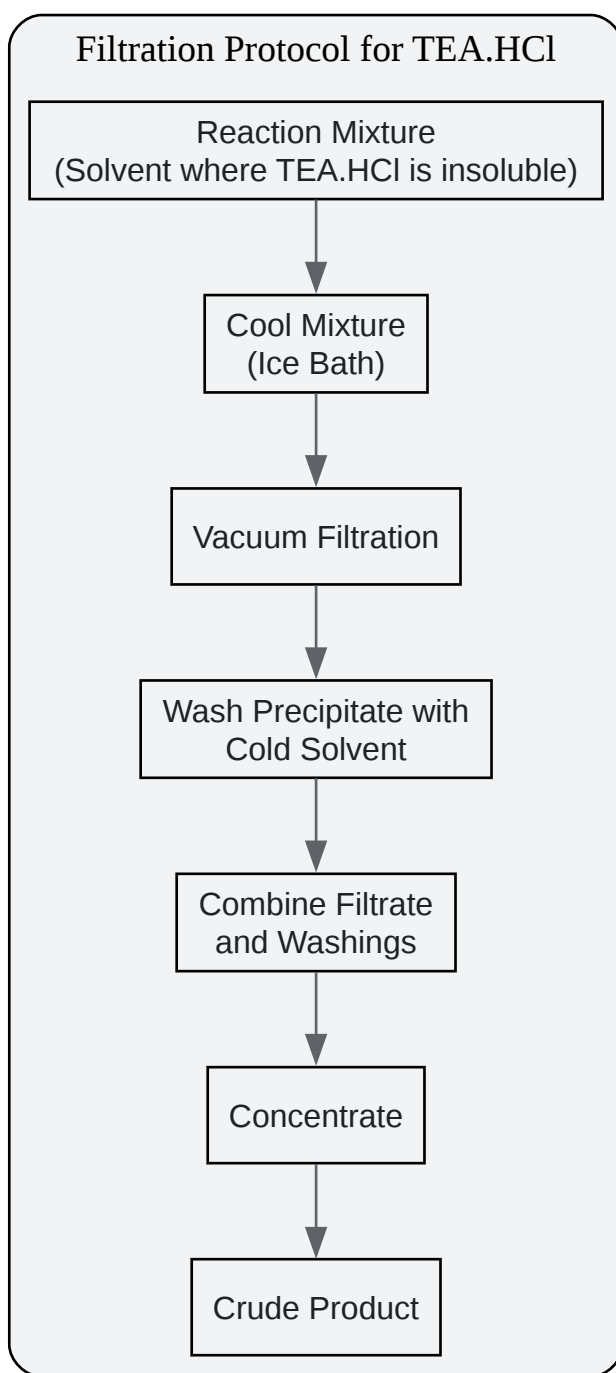 Filtration Protocol for TEA.HCl
Reaction Mixture
(Solvent where TEA.HCl is insoluble)
Cool Mixture
(Ice Bath)
Vacuum Filtration
Wash Precipitate with
Cold Solvent
Combine Filtrate
and Washings
Concentrate
Crude Product